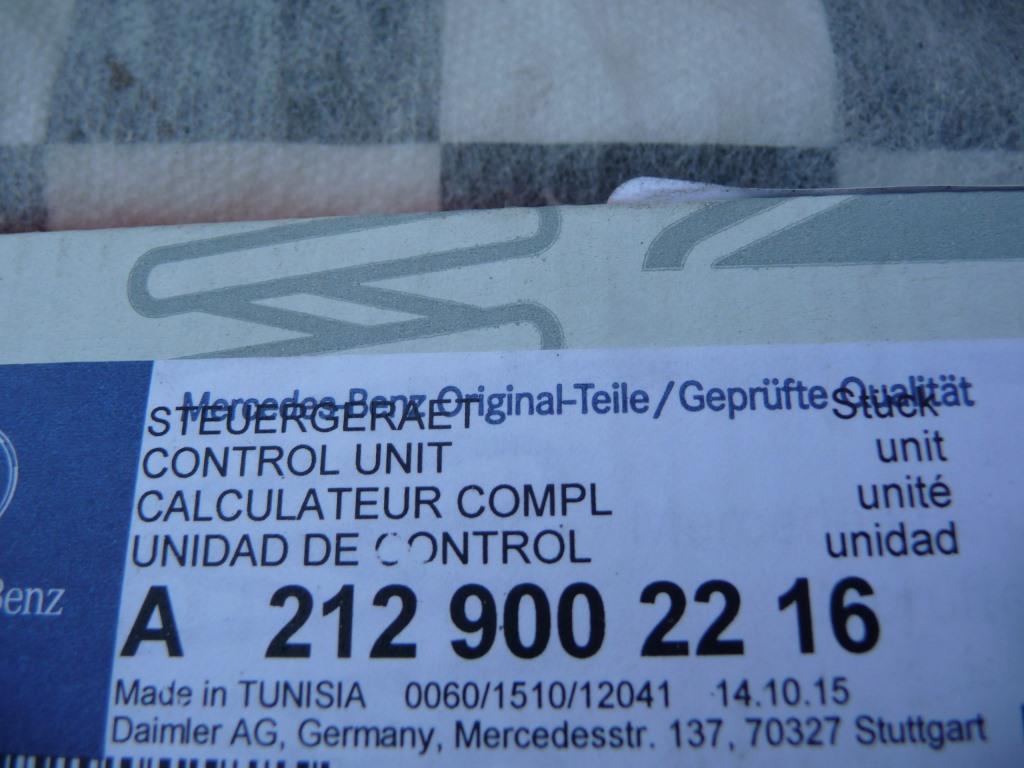 Mercedes-Benz Original-Teile/Geprüfte Qualität
STEUERGERAET Stück
CONTROL UNIT unit
CALCULATEUR COMPL unité
UNIDAD DE CONTROL unidad
Benz
A 212 900 22 16
Made in TUNISIA 0060/1510/12041 14.10.15
Daimler AG, Germany, Mercedesstr. 137, 70327 Stuttgart